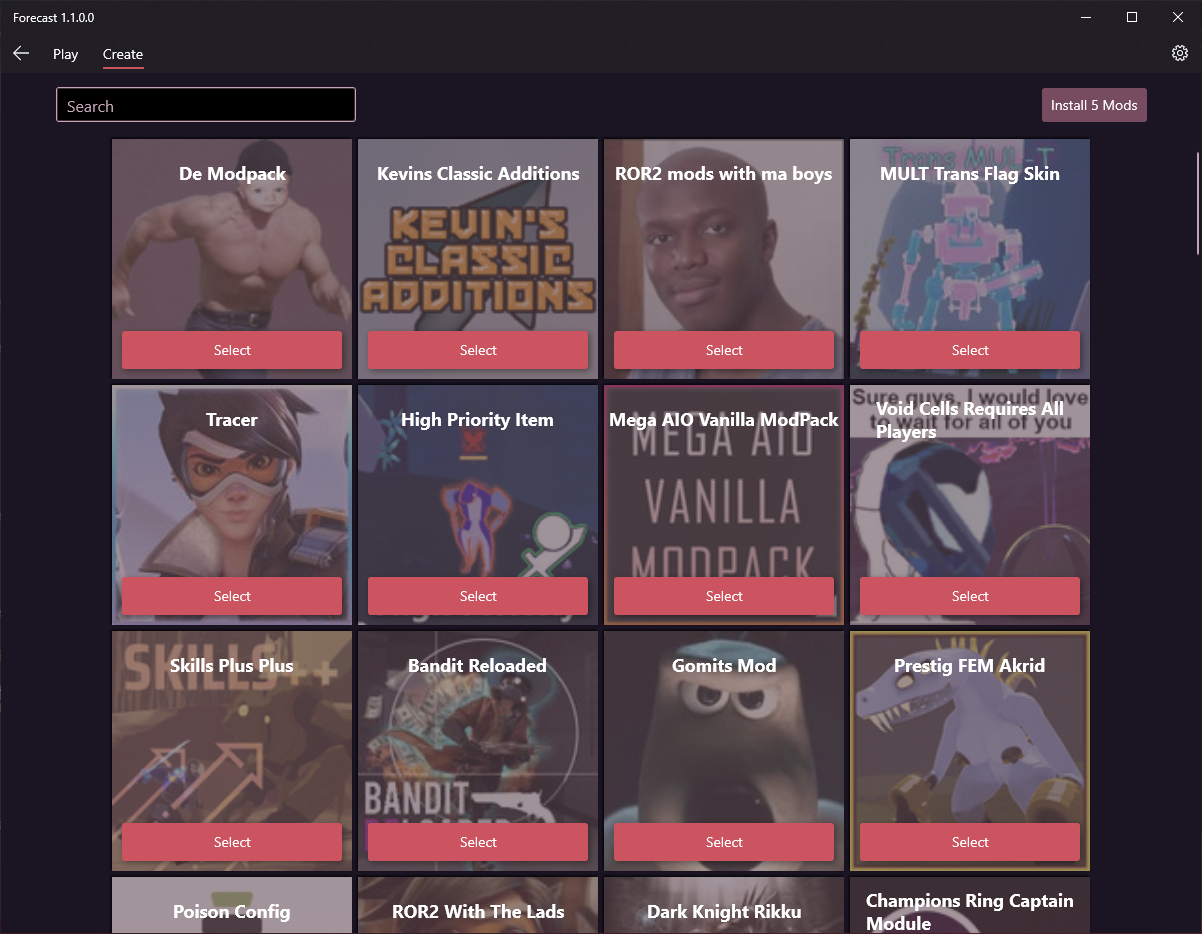 Forecast 1.1.0.0
Play
Create
Search
Install 5 Mods
De Modpack
Select
Kevins Classic Additions
KEVIN'S
CLASSIC
ADDITIONS
Select
ROR2 mods with ma boys
Select
Trans MUL-T
MULT Trans Flag Skin
Select
Tracer
Select
High Priority Item
Select
Mega AIO Vanilla ModPack
MEGA AIO
VANILLA
MODPACK
Select
Sure guys, I would love
to wait for all of you
Void Cells Requires All
Players
Select
SKILLS++
Skills Plus Plus
Select
Bandit Reloaded
BANDIT
RELOADED
Select
Gomits Mod
Select
Prestig FEM Akrid
Select
Poison Config
ROR2 With The Lads
Dark Knight Rikku
Champions Ring Captain
Module